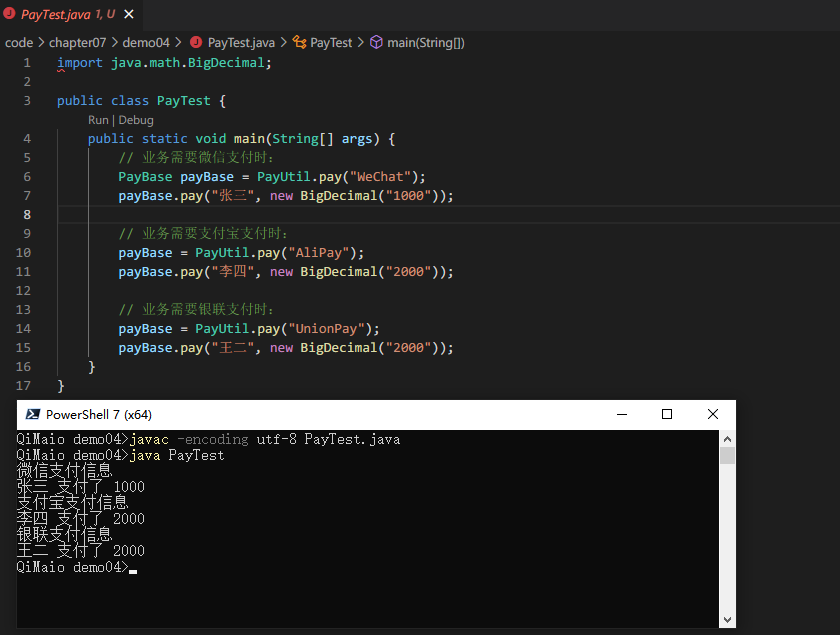 PayTest.java 1, U
code > chapter07 > demo04 > PayTest.java > PayTest > main(String[])
1 import java.math.BigDecimal;
2
3 public class PayTest {
Run | Debug
4 public static void main(String[] args) {
5 // 业务需要微信支付时:
6 PayBase payBase = PayUtil.pay("WeChat");
7 payBase.pay("张三", new BigDecimal("1000"));
8
9 // 业务需要支付宝支付时:
10 payBase = PayUtil.pay("AliPay");
11 payBase.pay("李四", new BigDecimal("2000"));
12
13 // 业务需要银联支付时:
14 payBase = PayUtil.pay("UnionPay");
15 payBase.pay("王二", new BigDecimal("2000"));
16 }
17 }
PowerShell 7 (x64)
QiMaio demo04>javac -encoding utf-8 PayTest.java
QiMaio demo04>java PayTest
微信支付信息
张三 支付了 1000
支付宝支付信息
李四 支付了 2000
银联支付信息
王二 支付了 2000
QiMaio demo04>